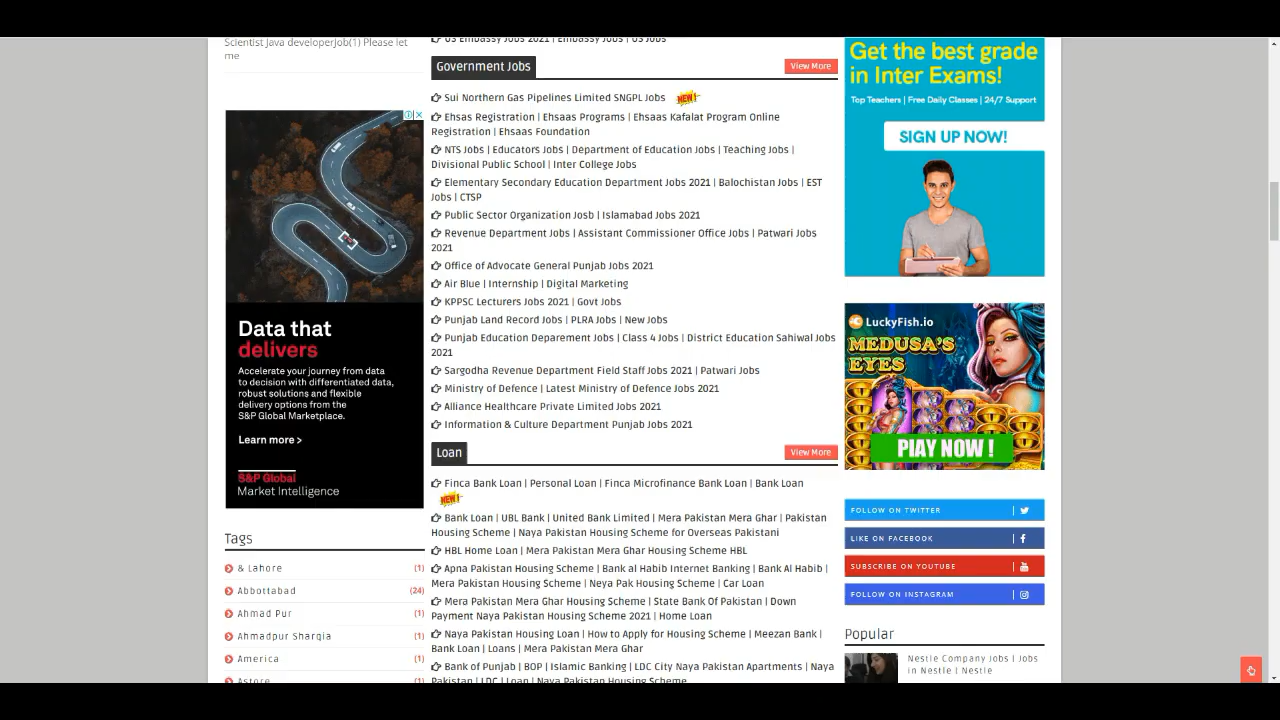 Scientist Java developerJob(1) Please let
me
Data that
delivers
Accelerate your journey from data
to decision with differentiated data,
robust solutions and flexible
delivery options from the
S&P Global Marketplace.
Learn more >
S&P Global
Market Intelligence
Tags
& Lahore (1)
Abbottabad (24)
Ahmad Pur (1)
Ahmadpur Sharqia (1)
America (1)
Astore (1)
US Embassy Jobs 2021 | Embassy Jobs | US Jobs
Government Jobs View More
Sui Northern Gas Pipelines Limited SNGPL Jobs NEW!
Ehsas Registration | Ehsaas Programs | Ehsaas Kafalat Program Online
Registration | Ehsaas Foundation
NTS Jobs | Educators Jobs | Department of Education Jobs | Teaching Jobs |
Divisional Public School | Inter College Jobs
Elementary Secondary Education Department Jobs 2021 | Balochistan Jobs | EST
Jobs | CTSP
Public Sector Organization Josb | Islamabad Jobs 2021
Revenue Department Jobs | Assistant Commissioner Office Jobs | Patwari Jobs
2021
Office of Advocate General Punjab Jobs 2021
Air Blue | Internship | Digital Marketing
KPPSC Lecturers Jobs 2021 | Govt Jobs
Punjab Land Record Jobs | PLRA Jobs | New Jobs
Punjab Education Deparement Jobs | Class 4 Jobs | District Education Sahiwal Jobs
2021
Sargodha Revenue Department Field Staff Jobs 2021 | Patwari Jobs
Ministry of Defence | Latest Ministry of Defence Jobs 2021
Alliance Healthcare Private Limited Jobs 2021
Information & Culture Department Punjab Jobs 2021
Loan View More
Finca Bank Loan | Personal Loan | Finca Microfinance Bank Loan | Bank Loan
NEW!
Bank Loan | UBL Bank | United Bank Limited | Mera Pakistan Mera Ghar | Pakistan
Housing Scheme | Naya Pakistan Housing Scheme for Overseas Pakistani
HBL Home Loan | Mera Pakistan Mera Ghar Housing Scheme HBL
Apna Pakistan Housing Scheme | Bank al Habib Internet Banking | Bank Al Habib |
Mera Pakistan Housing Scheme | Neya Pak Housing Scheme | Car Loan
Mera Pakistan Mera Ghar Housing Scheme | State Bank Of Pakistan | Down
Payment Naya Pakistan Housing Scheme 2021 | Home Loan
Naya Pakistan Housing Loan | How to Apply for Housing Scheme | Meezan Bank |
Bank Loan | Loans | Mera Pakistan Mera Ghar
Bank of Punjab | BOP | Islamic Banking | LDC City Naya Pakistan Apartments | Naya
Pakistan | LDC | Loan | Naya Pakistan Housing Scheme
Get the best grade
in Inter Exams!
Top Teachers | Free Daily Classes | 24/7 Support
SIGN UP NOW!
LuckyFish.io
MEDUSA'S
EYES
PLAY NOW !
FOLLOW ON TWITTER
LIKE ON FACEBOOK
SUBSCRIBE ON YOUTUBE
FOLLOW ON INSTAGRAM
Popular
Nestle Company Jobs | Jobs
in Nestle | Nestle